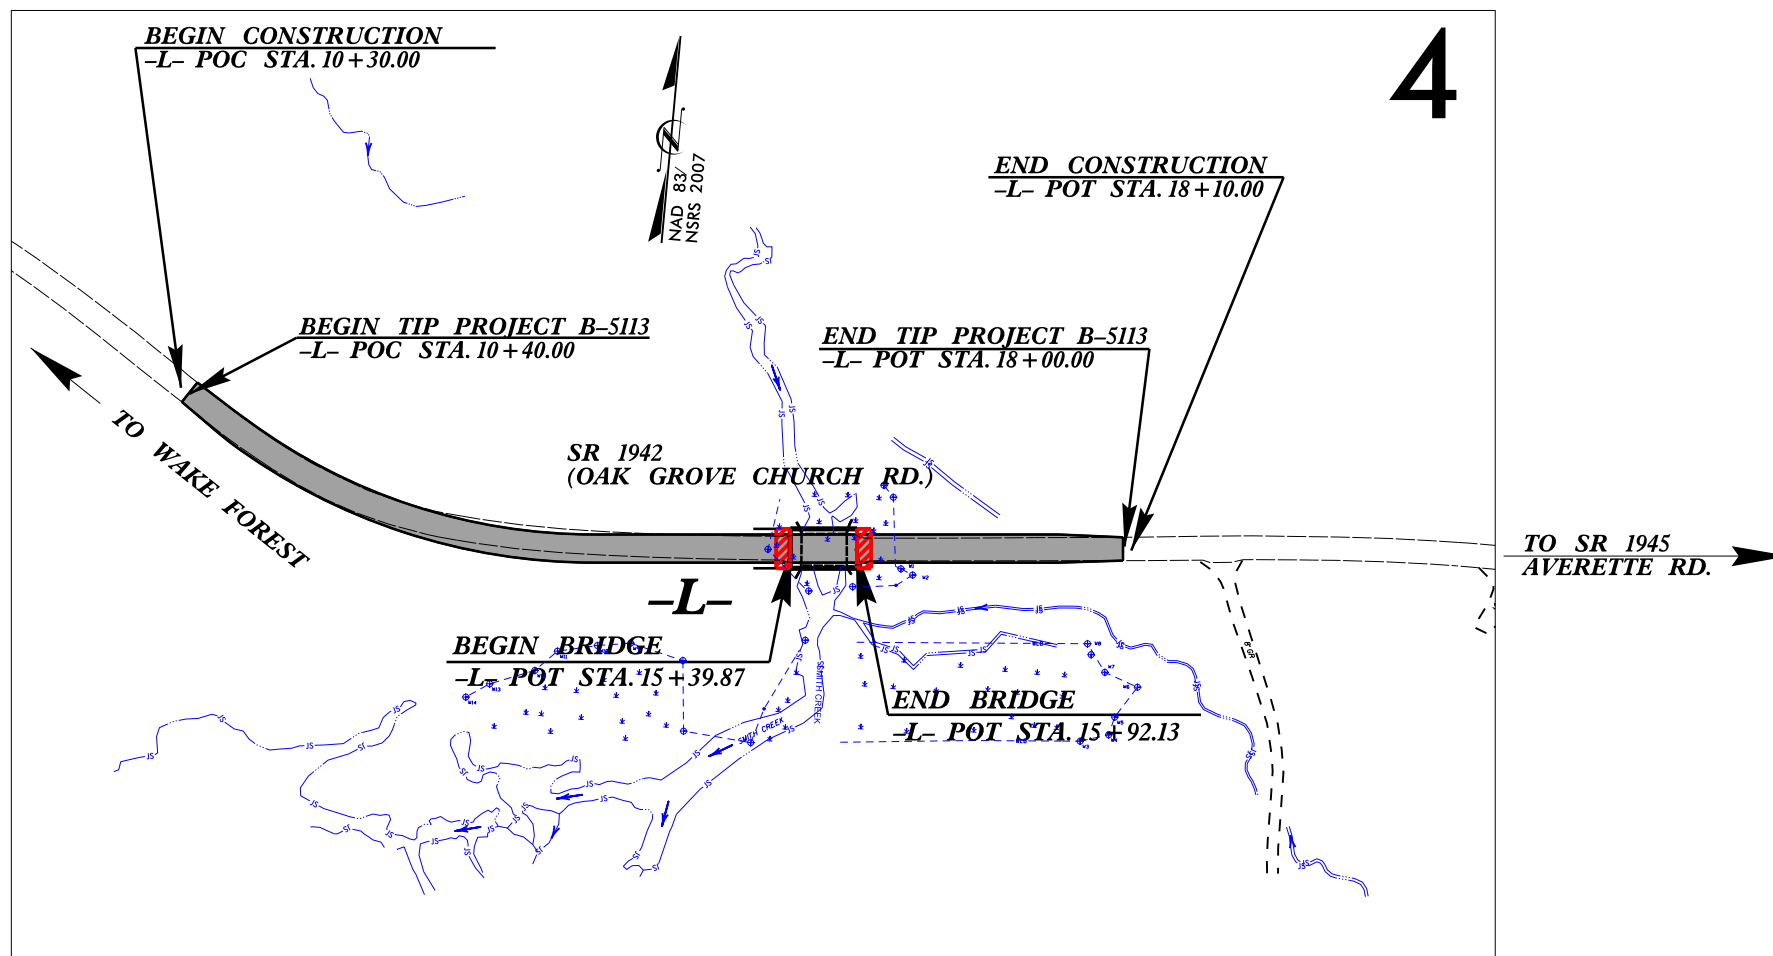 BEGIN CONSTRUCTION
-L- POC STA. 10+30.00
4
NAD 83/
NSRS 2007
END CONSTRUCTION
-L- POT STA. 18+10.00
BEGIN TIP PROJECT B-5113
-L- POC STA. 10+40.00
END TIP PROJECT B-5113
-L- POT STA. 18+00.00
TO WAKE FOREST
SR 1942
(OAK GROVE CHURCH RD.)
TO SR 1945
AVERETTE RD.
-L-
BEGIN BRIDGE
-L- POT STA. 15+39.87
END BRIDGE
-L- POT STA. 15+92.13
SMITH CREEK
SMITH CREEK
JS